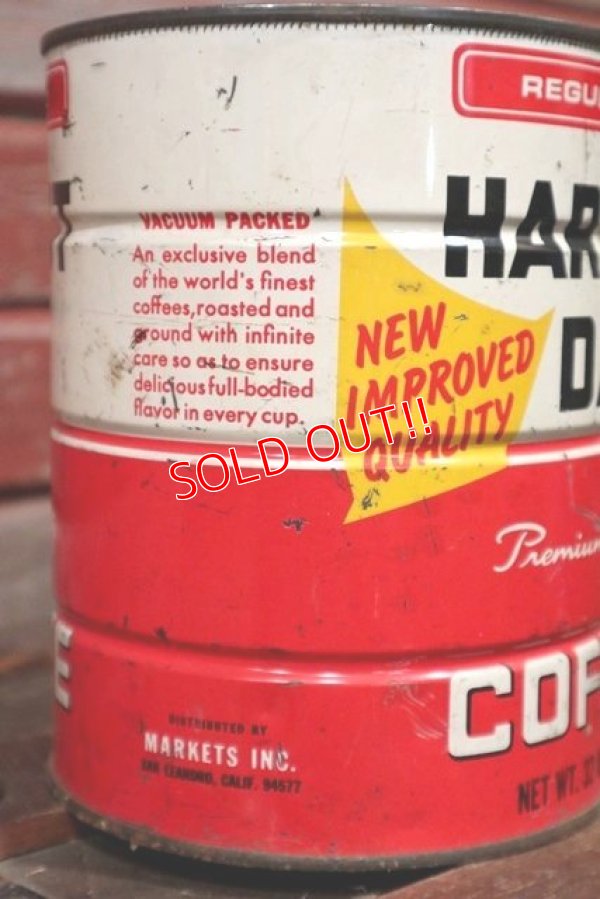 VACUUM PACKED
An exclusive blend
of the world's finest
coffees, roasted and
ground with infinite
care so as to ensure
delicious full-bodied
flavor in every cup.
NEW
IMPROVED
QUALITY
SOLD OUT!!
REGU
HAR
DA
Premium
COF
NET WT. 32
T
E
DISTRIBUTED BY
MARKETS INC.
SAN LEANDRO, CALIF. 94577